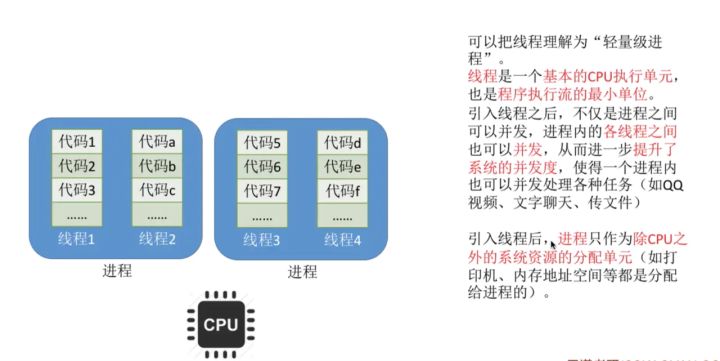 可以把线程理解为“轻量级进
程”。
线程是一个基本的CPU执行单元，
也是程序执行流的最小单位。
引入线程之后，不仅是进程之间
可以并发，进程内的各线程之间
也可以并发，从而进一步提升了
系统的并发度，使得一个进程内
也可以并发处理各种任务（如QQ
视频、文字聊天、传文件）
引入线程后，进程只作为除CPU之
外的系统资源的分配单元（如打
印机、内存地址空间等都是分配
给进程的）。
代码1
代码2
代码3
……
线程1
代码a
代码b
代码c
……
线程2
进程
代码5
代码6
代码7
……
线程3
代码d
代码e
代码f
……
线程4
进程
CPU